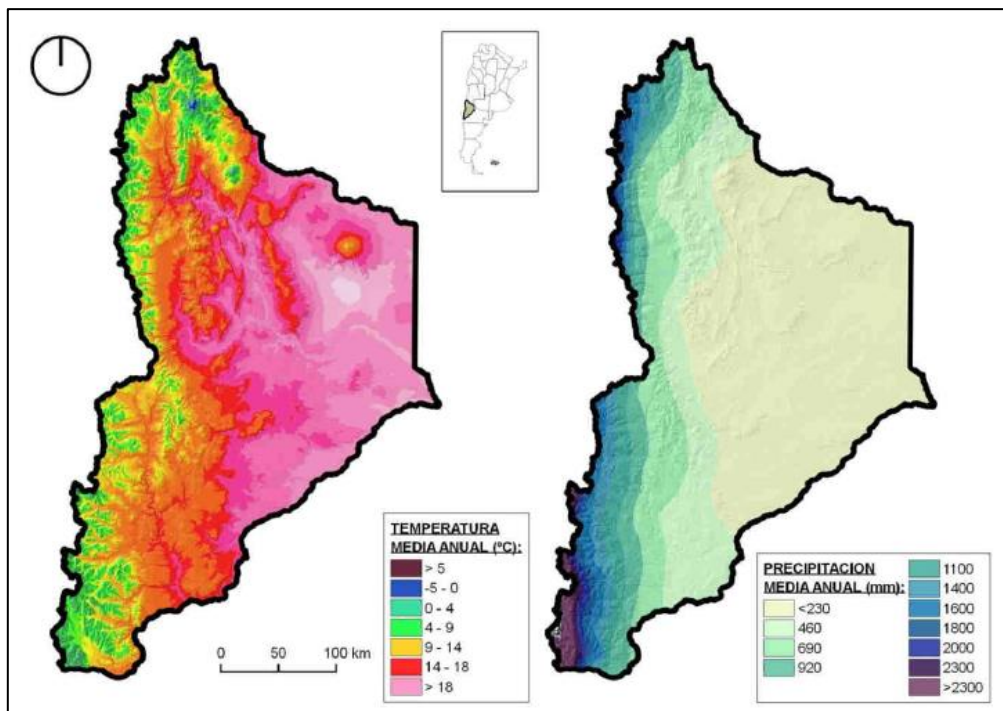 TEMPERATURA
MEDIA ANUAL (ºC):
> 5
-5 - 0
0 - 4
4 - 9
9 - 14
14 - 18
> 18
0 50 100 km
PRECIPITACION
MEDIA ANUAL (mm):
<230
460
690
920
1100
1400
1600
1800
2000
2300
>2300